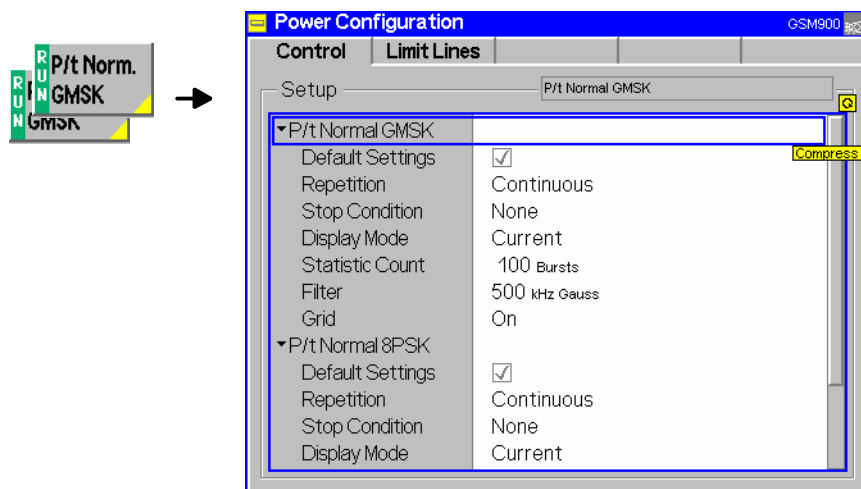 Power Configuration
GSM900
Control
Limit Lines
RUN
P/t Norm.
GMSK
RUN
GMSK
Setup
P/t Normal GMSK
P/t Normal GMSK
Compress
Default Settings
Repetition Continuous
Stop Condition None
Display Mode Current
Statistic Count 100 Bursts
Filter 500 kHz Gauss
Grid On
P/t Normal 8PSK
Default Settings
Repetition Continuous
Stop Condition None
Display Mode Current